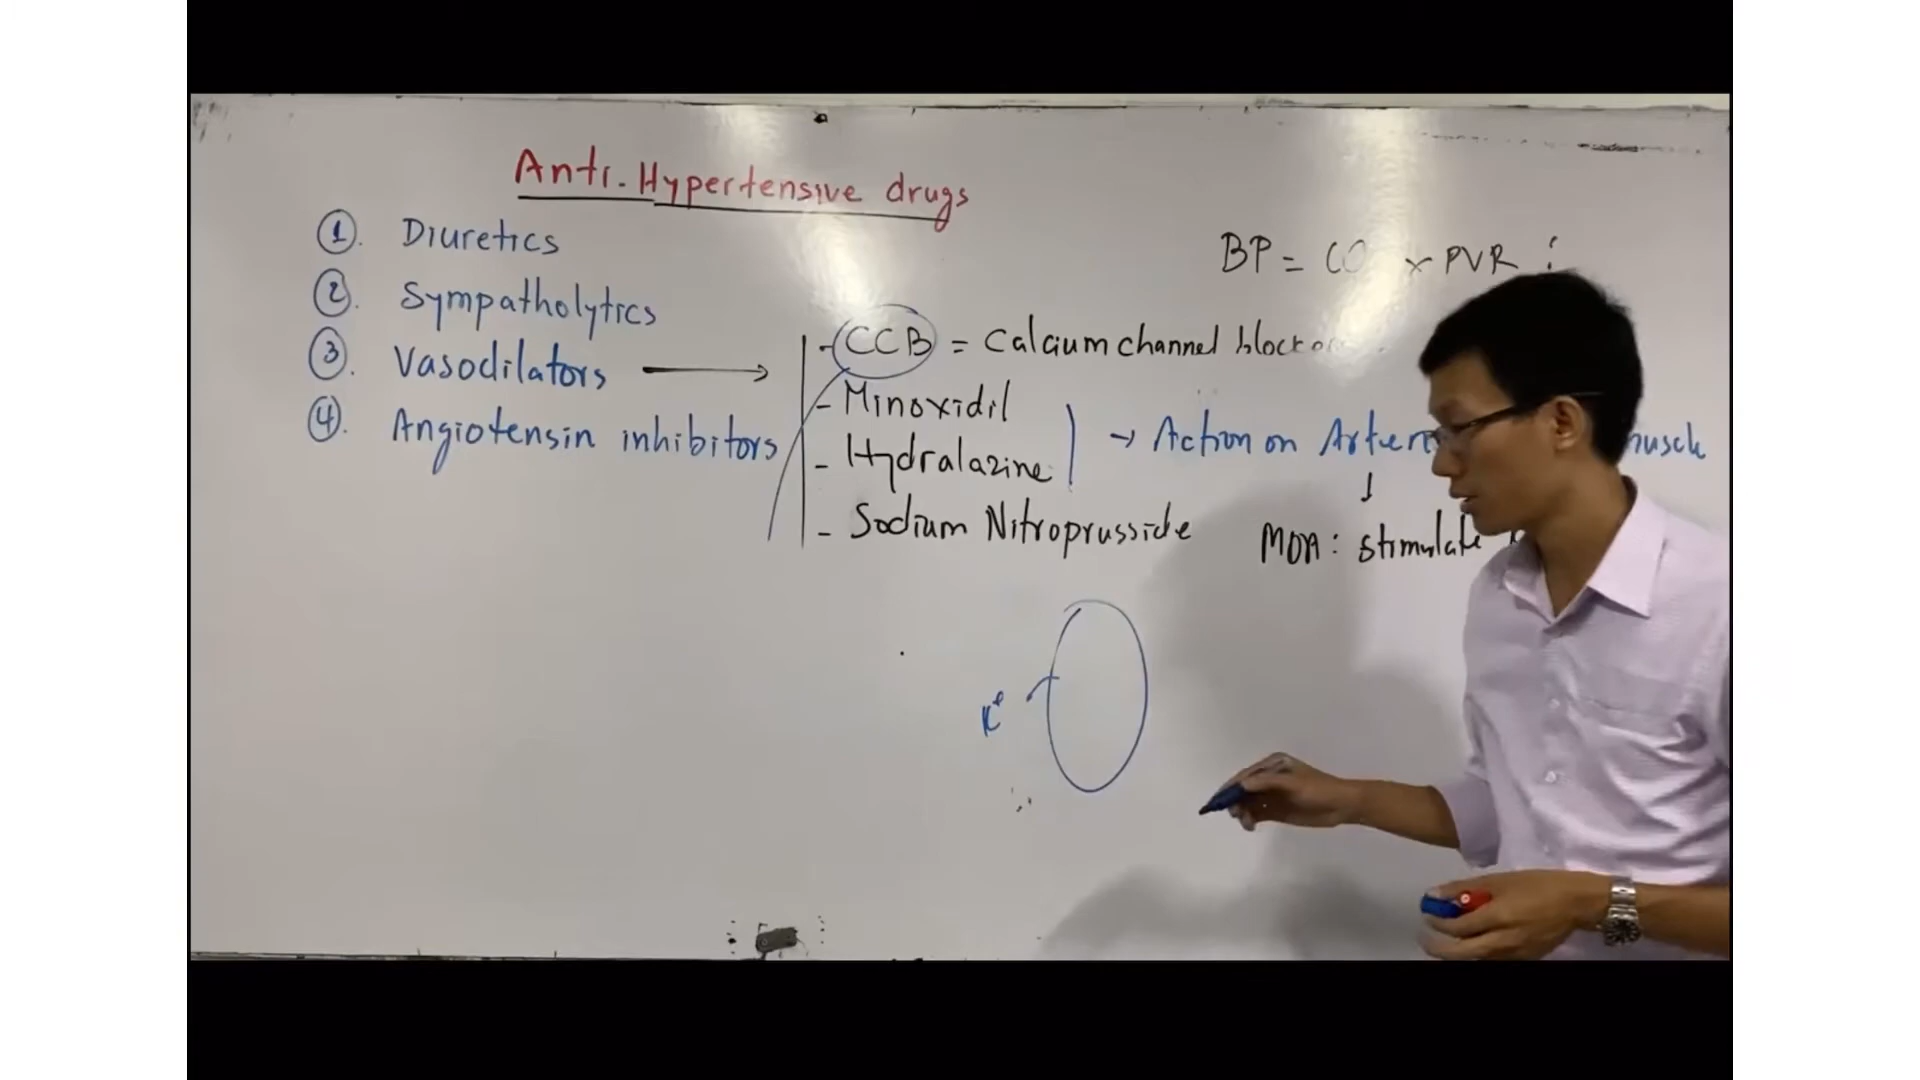 Anti-Hypertensive drugs
① Diuretics
② Sympatholytics
③ Vasodilators →
④ Angiotensin inhibitors
BP = CO × PVR :
- CCB = Calcium channel
- Minoxidil
- Hydralazine
- Sodium Nitroprusside
→ Action on
↓
MOA: stimulate
K⁺